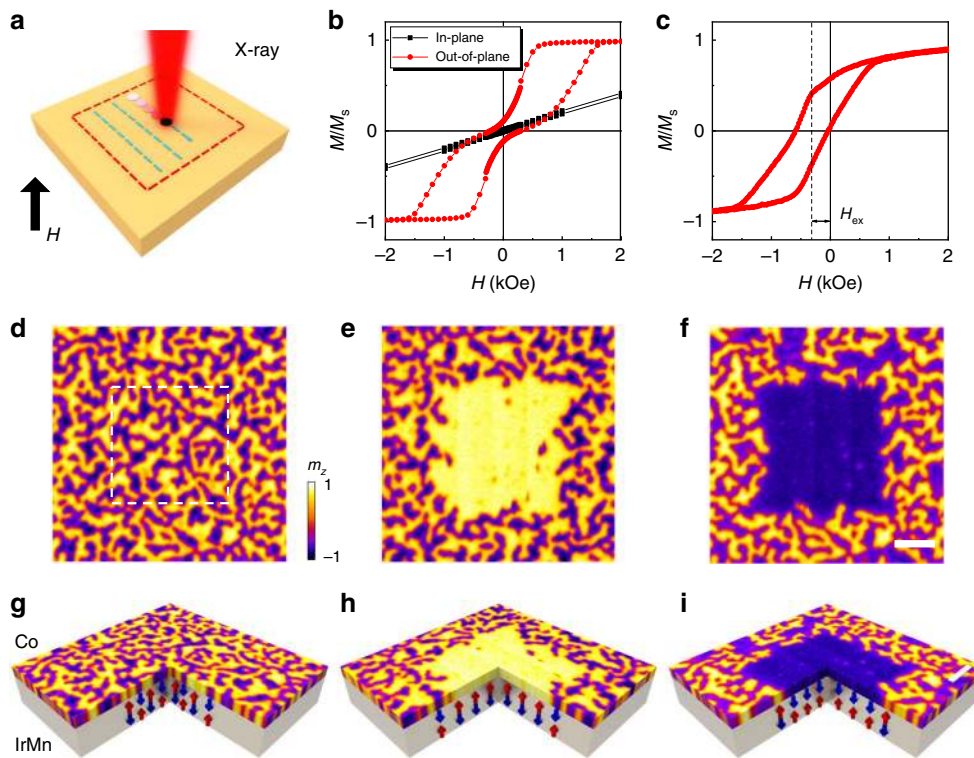 a
X-ray
H
b
In-plane
Out-of-plane
M/Ms
1
0
−1
−2
−1
0
1
2
H (kOe)
c
M/Ms
1
0
−1
Hex
−2
−1
0
1
2
H (kOe)
d
mz
1
−1
e
f
g
Co
IrMn
h
i